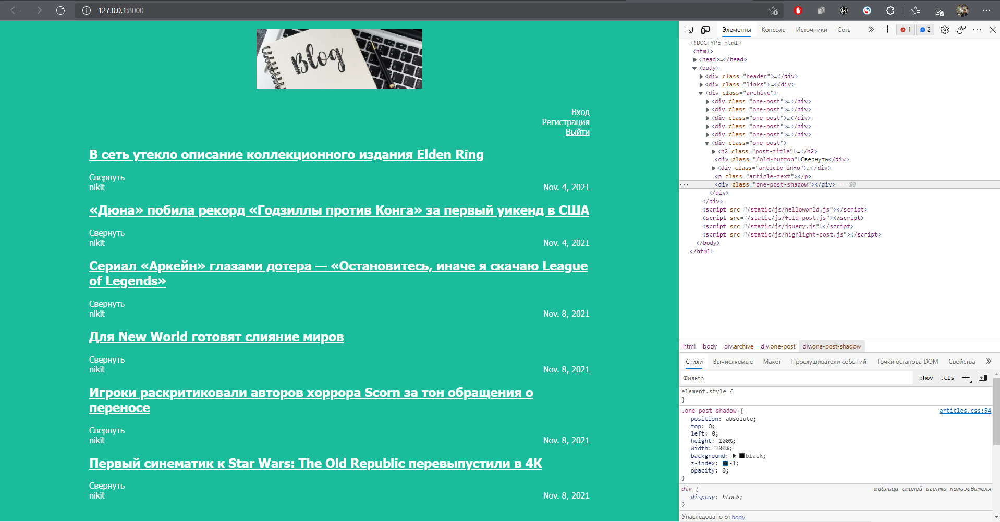 127.0.0.1:8000
Blog
Вход
Регистрация
Выйти
В сеть утекло описание коллекционного издания Elden Ring
Свернуть
nikit Nov. 4, 2021
«Дюна» побила рекорд «Годзиллы против Конга» за первый уикенд в США
Свернуть
nikit Nov. 4, 2021
Сериал «Аркейн» глазами дотера — «Остановитесь, иначе я скачаю League
of Legends»
Свернуть
nikit Nov. 8, 2021
Для New World готовят слияние миров
Свернуть
nikit Nov. 8, 2021
Игроки раскритиковали авторов хоррора Scorn за тон обращения о
переносе
Свернуть
nikit Nov. 8, 2021
Первый синематик к Star Wars: The Old Republic перевыпустили в 4K
Свернуть
nikit Nov. 8, 2021
Элементы Консоль Источники Сеть 1 2
<!DOCTYPE html>
<html>
<head>…</head>
<body>
<div class="header">…</div>
<div class="links">…</div>
<div class="archive">
<div class="one-post">…</div>
<div class="one-post">…</div>
<div class="one-post">…</div>
<div class="one-post">…</div>
<div class="one-post">…</div>
<div class="one-post">
<h2 class="post-title">…</h2>
<div class="fold-button">Свернуть</div>
<div class="article-info">…</div>
<p class="article-text"></p>
<div class="one-post-shadow"></div> == $0
</div>
</div>
<script src="/static/js/helloworld.js"></script>
<script src="/static/js/fold-post.js"></script>
<script src="/static/js/jquery.js"></script>
<script src="/static/js/highlight-post.js"></script>
</body>
</html>
html body div.archive div.one-post div.one-post-shadow
Стили Вычисляемые Макет Прослушиватели событий Точки останова DOM Свойства
Фильтр :hov .cls
element.style {
}
.one-post-shadow { articles.css:54
position: absolute;
top: 0;
left: 0;
height: 100%;
width: 100%;
background: black;
z-index: -1;
opacity: 0;
}
div { таблица стилей агента пользователя
display: block;
}
Унаследовано от body